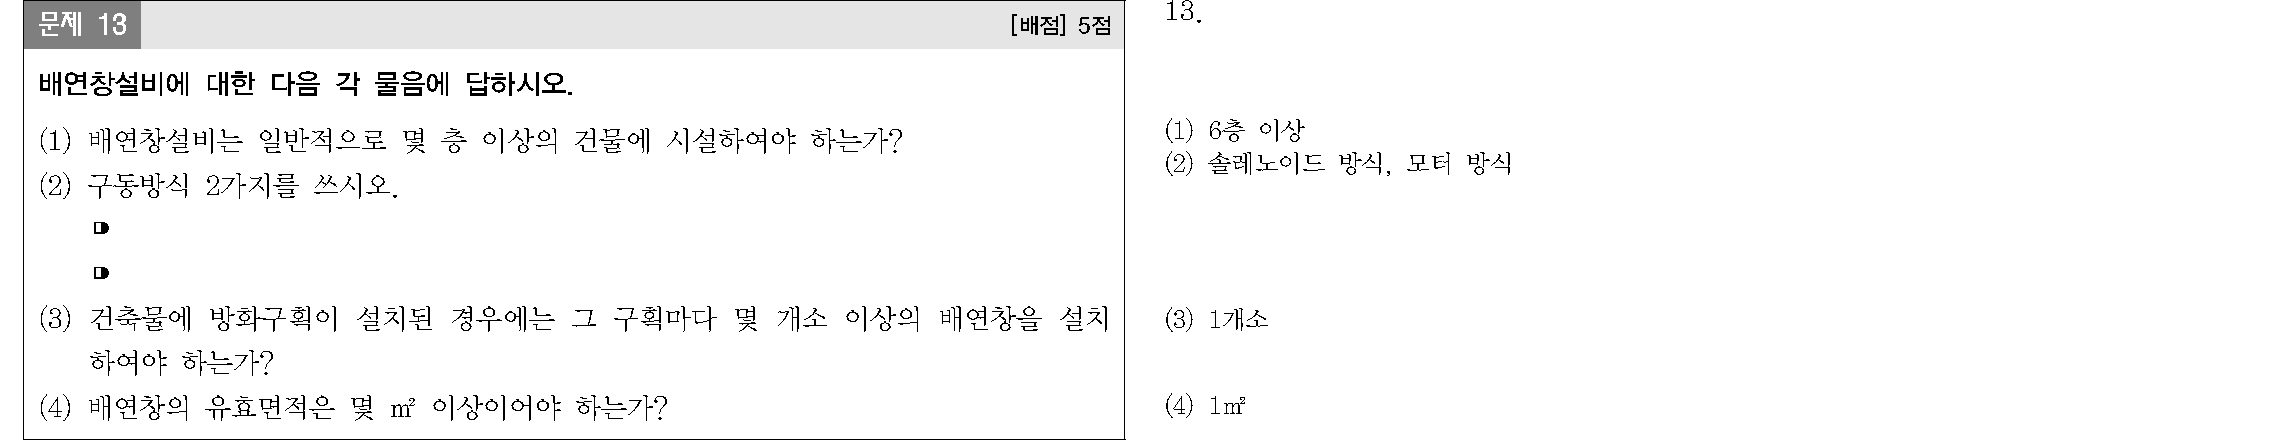 문제 13
[배점] 5점
배연창설비에 대한 다음 각 물음에 답하시오.
(1) 배연창설비는 일반적으로 몇 층 이상의 건물에 시설하여야 하는가?
(2) 구동방식 2가지를 쓰시오.
(3) 건축물에 방화구획이 설치된 경우에는 그 구획마다 몇 개소 이상의 배연창을 설치
하여야 하는가?
(4) 배연창의 유효면적은 몇 ㎡ 이상이어야 하는가?
13.
(1) 6층 이상
(2) 솔레노이드 방식, 모터 방식
(3) 1개소
(4) 1㎡